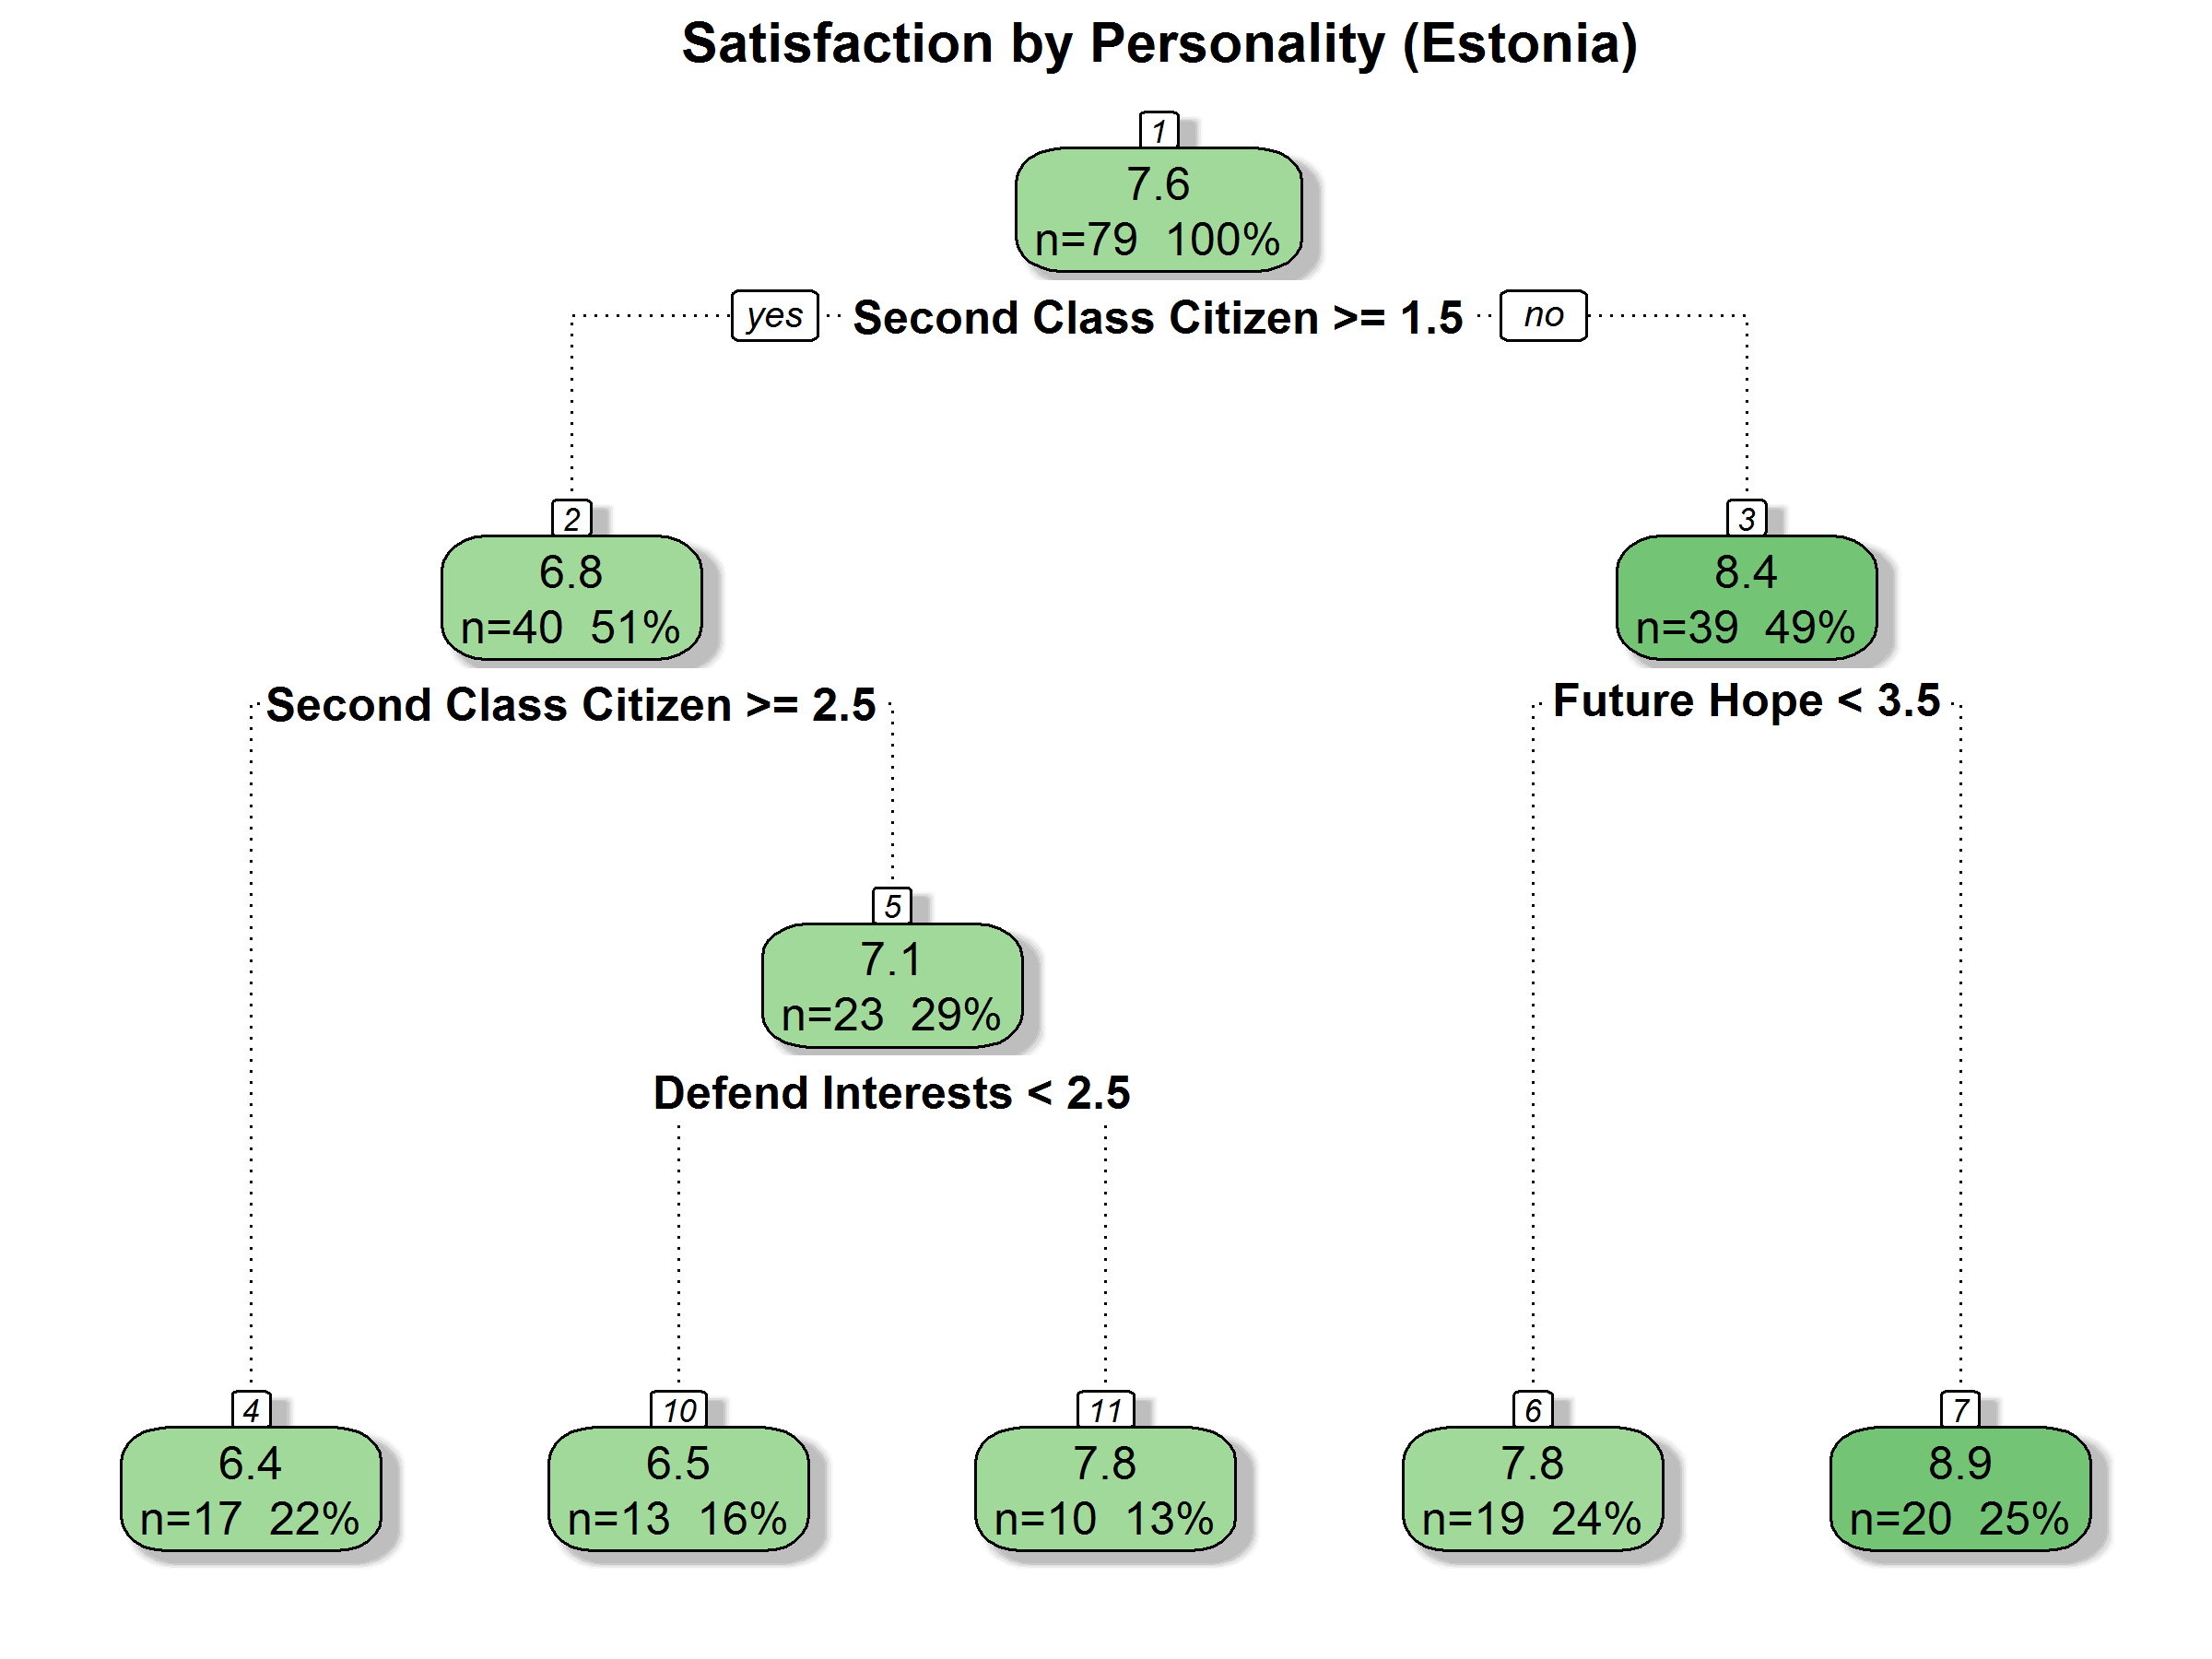 Satisfaction by Personality (Estonia)
1
7.6
n=79 100%
yes Second Class Citizen >= 1.5 no
2
6.8
n=40 51%
3
8.4
n=39 49%
Second Class Citizen >= 2.5
Future Hope < 3.5
5
7.1
n=23 29%
Defend Interests < 2.5
4
6.4
n=17 22%
10
6.5
n=13 16%
11
7.8
n=10 13%
6
7.8
n=19 24%
7
8.9
n=20 25%